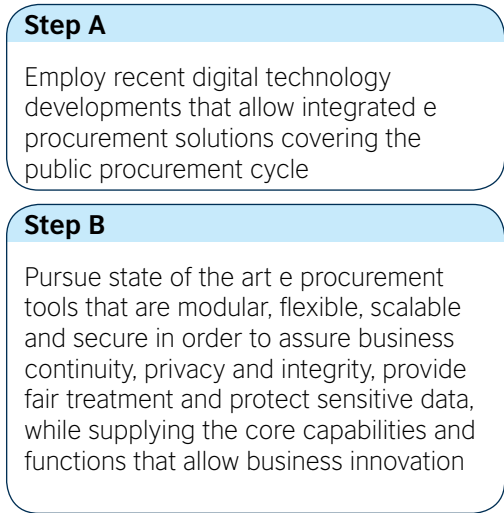 Step A
Employ recent digital technology
developments that allow integrated e
procurement solutions covering the
public procurement cycle
Step B
Pursue state of the art e procurement
tools that are modular, flexible, scalable
and secure in order to assure business
continuity, privacy and integrity, provide
fair treatment and protect sensitive data,
while supplying the core capabilities and
functions that allow business innovation